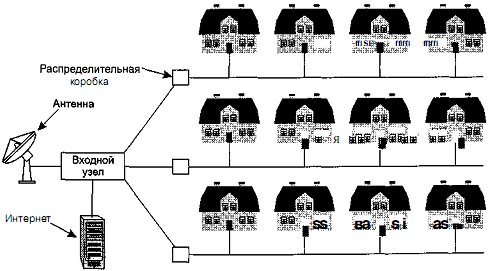 Распределительная
коробка
Антенна
Входной
узел
Интернет